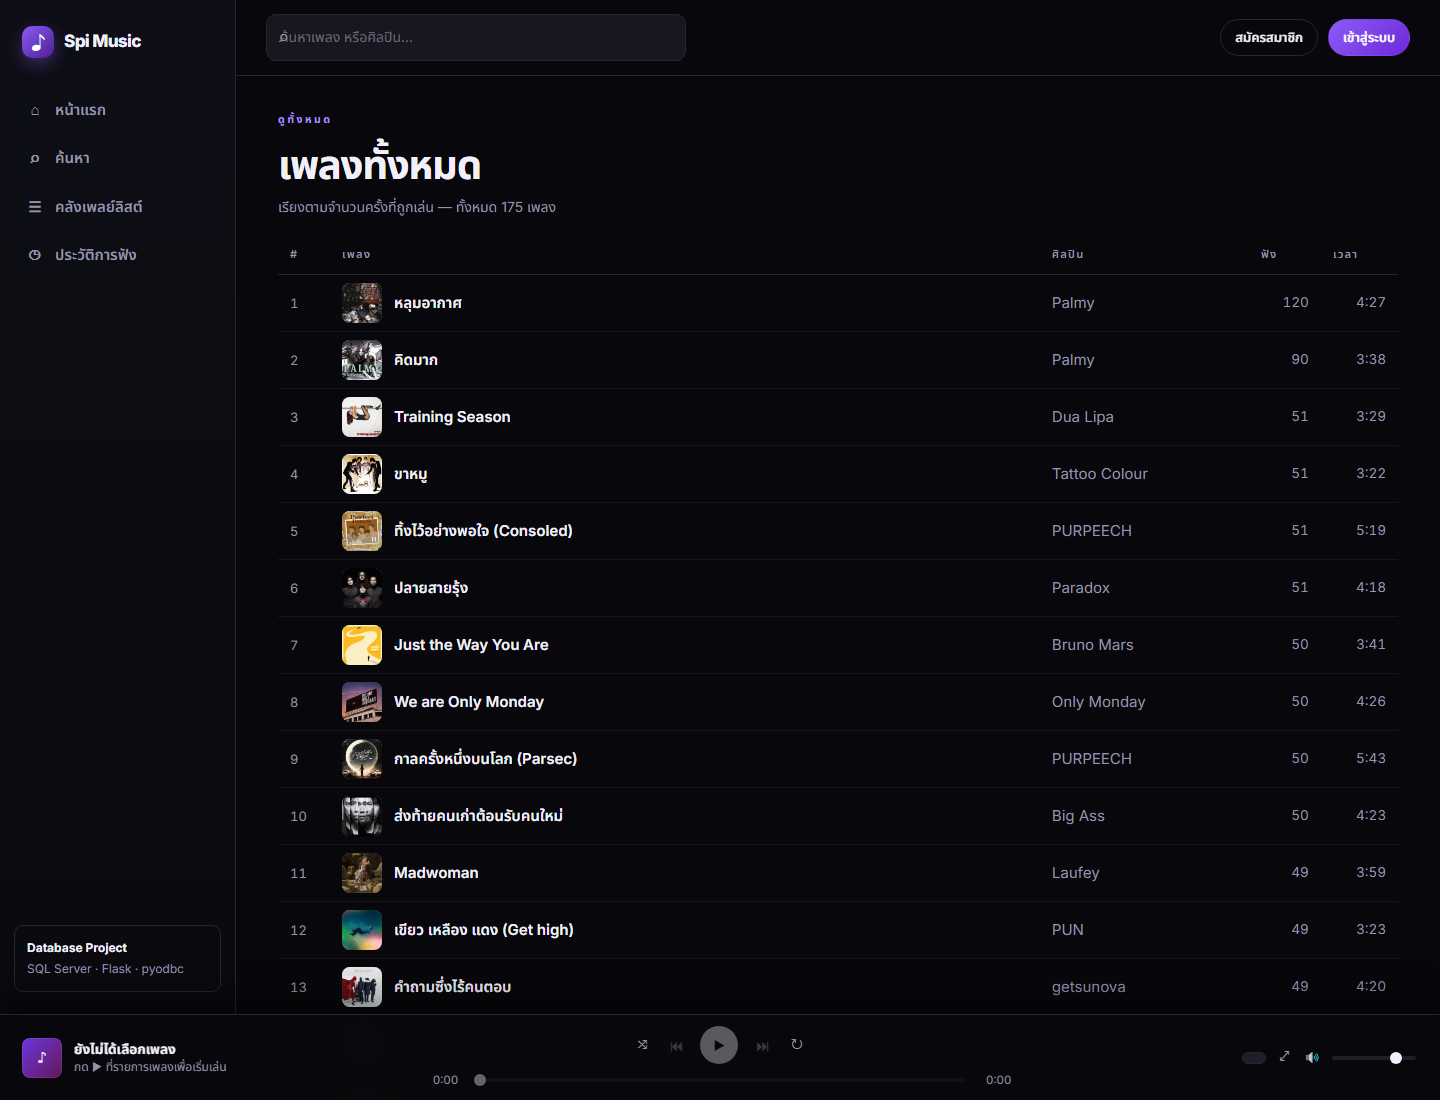 Spi Music
ค้นหาเพลง หรือศิลปิน...
สมัครสมาชิก
เข้าสู่ระบบ
หน้าแรก
ค้นหา
คลังเพลย์ลิสต์
ประวัติการฟัง
Database Project
SQL Server · Flask · pyodbc
ดูทั้งหมด
เพลงทั้งหมด
เรียงตามจำนวนครั้งที่ถูกเล่น — ทั้งหมด 175 เพลง
# เพลง ศิลปิน ฟัง เวลา
1 หลุมอากาศ Palmy 120 4:27
2 คิดมาก Palmy 90 3:38
3 Training Season Dua Lipa 51 3:29
4 ขาหมู Tattoo Colour 51 3:22
5 ทิ้งไว้อย่างพอใจ (Consoled) PURPEECH 51 5:19
6 ปลายสายรุ้ง Paradox 51 4:18
7 Just the Way You Are Bruno Mars 50 3:41
8 We are Only Monday Only Monday 50 4:26
9 กาลครั้งหนึ่งบนโลก (Parsec) PURPEECH 50 5:43
10 ส่งท้ายคนเก่าต้อนรับคนใหม่ Big Ass 50 4:23
11 Madwoman Laufey 49 3:59
12 เขียว เหลือง แดง (Get high) PUN 49 3:23
13 คำถามซึ่งไร้คนตอบ getsunova 49 4:20
ยังไม่ได้เลือกเพลง
กด ▶ ที่รายการเพลงเพื่อเริ่มเล่น
0:00 0:00